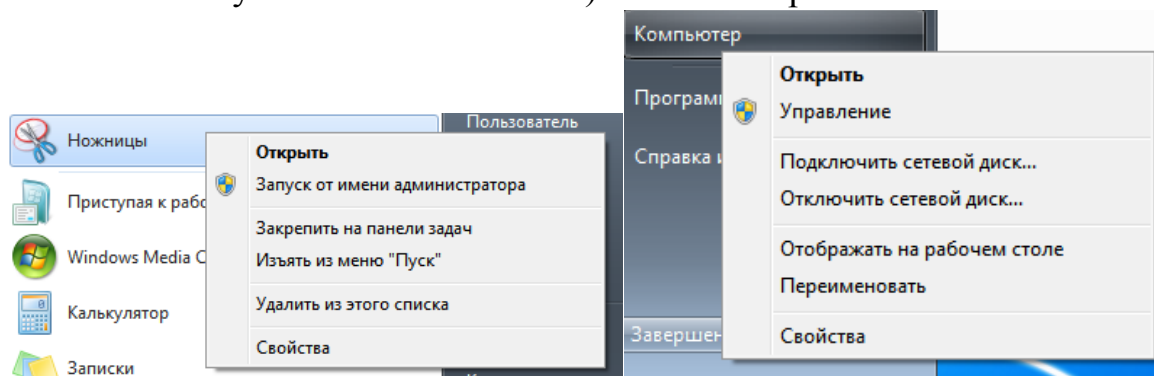 Ножницы
Приступая к рабо
Windows Media C
Калькулятор
Записки
Пользователь
Открыть
Запуск от имени администратора
Закрепить на панели задач
Изъять из меню "Пуск"
Удалить из этого списка
Свойства
Компьютер
Програм
Справка и
Завершен
Открыть
Управление
Подключить сетевой диск...
Отключить сетевой диск...
Отображать на рабочем столе
Переименовать
Свойства